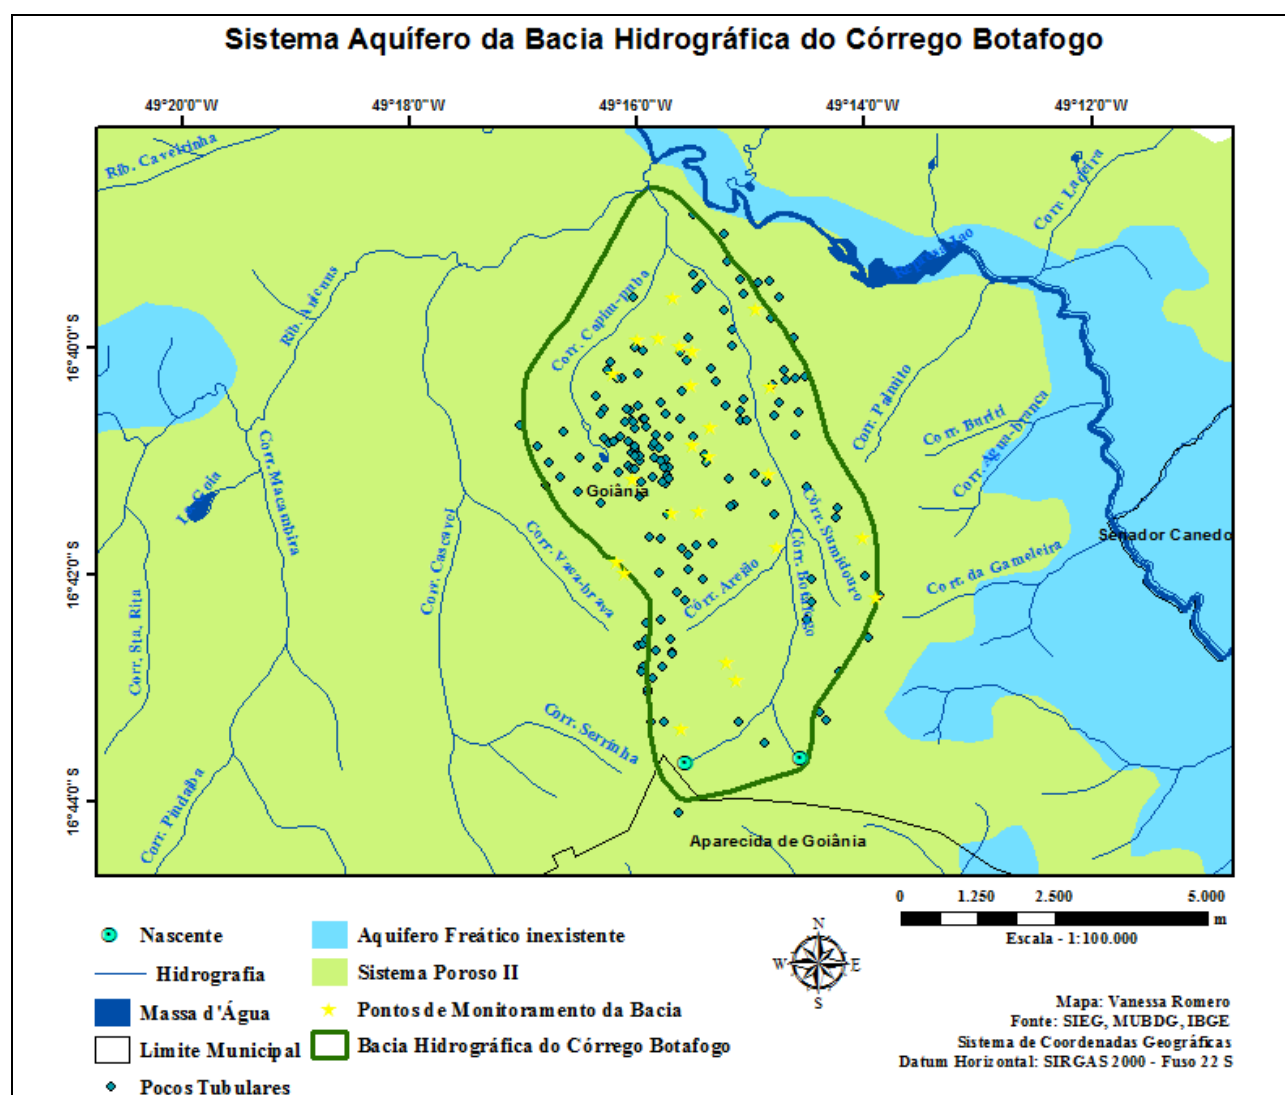 Sistema Aquífero da Bacia Hidrográfica do Córrego Botafogo
49°20'0"W 49°18'0"W 49°16'0"W 49°14'0"W 49°12'0"W
Rib. Caveirinha
Corr. Ladeira
Rib. Anicuns
Corr. Capim-puba
16°40'0"S
Corr. Palmito
Corr. Buriti
Corr. Agua-branca
Corr. Macambira
Goiânia
Corr. Cascavel
Córr. Sumidouro
Senador Canedo
Corr. Vaca-brava
Córr. Areião
Córr. Botafogo
Corr. da Gameleira
16°42'0"S
Corr. Sta. Rita
Corr. Serrinha
16°44'0"S
Corr. Pindaíba
Aparecida de Goiânia
0 1.250 2.500 5.000
m
Escala - 1:100.000
Nascente
Hidrografia
Massa d'Água
Limite Municipal
Poços Tubulares
Aquífero Freático inexistente
Sistema Poroso II
Pontos de Monitoramento da Bacia
Bacia Hidrográfica do Córrego Botafogo
N
W E
S
Mapa: Vanessa Romero
Fonte: SIEG, MUBDG, IBGE
Sistema de Coordenadas Geográficas
Datum Horizontal: SIRGAS 2000 - Fuso 22 S